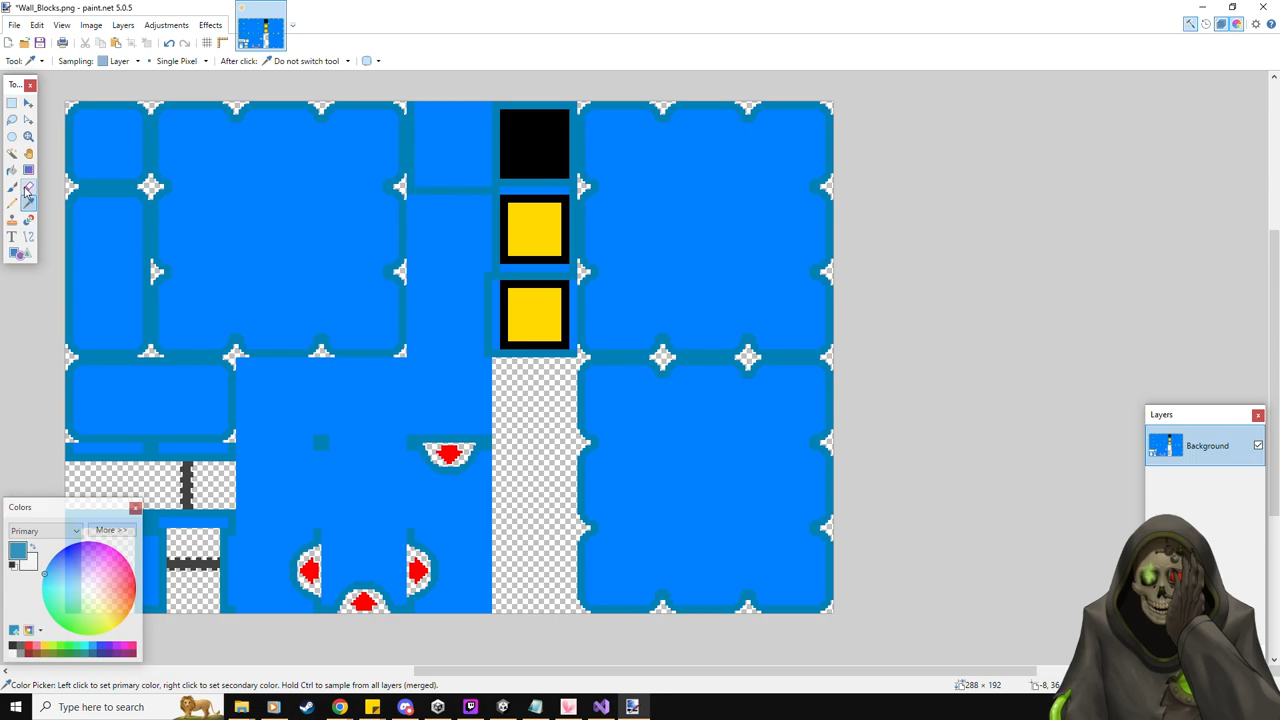 *Wall_Blocks.png - paint.net 5.0.5
File Edit View Image Layers Adjustments Effects
Tool: Sampling: Layer Single Pixel After click: Do not switch tool
To...
Layers
Background
Colors
Primary More >>
Color Picker: Left click to set primary color, right click to set secondary color. Hold Ctrl to sample from all layers (merged).
288 × 192
-8, 36
Type here to search